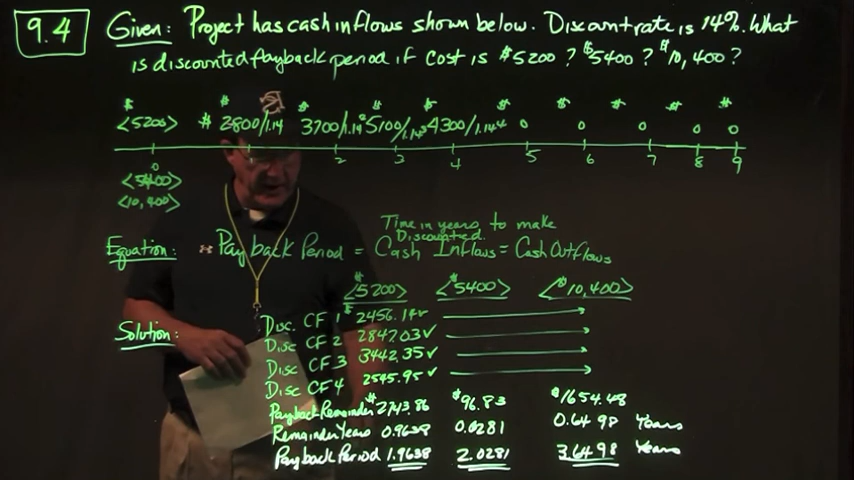 9.4 Given: Project has cash inflows shown below. Discount rate is 14%. What
is discounted payback period if cost is $5200? $5400? $10,400?
$ $ $ $ $ $ $ $ $ $
<5200> $ 2800/1.14 3700/1.14² 5100/1.14³ 4300/1.14⁴ 0 0 0 0 0
0 2 3 4 5 6 7 8 9
<5400>
<10,400>
Time in years to make
Discounted
Equation: Payback Period = Cash Inflows = Cash Outflows
<$5200> <$5400> <$10,400>
Solution: Disc. CF 1 $2456.14✓
Disc CF 2 2847.03✓
Disc CF 3 3442.35✓
Disc CF 4 2545.95✓
Payback Remainder $2743.86 $96.83 $1654.48
Remainder Years 0.9638 0.0281 0.6498 Years
Payback Period 1.9638 2.0281 3.6498 Years